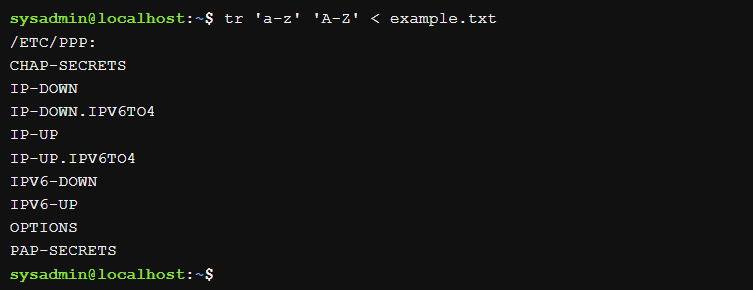 sysadmin@localhost:~$ tr 'a-z' 'A-Z' < example.txt
/ETC/PPP:
CHAP-SECRETS
IP-DOWN
IP-DOWN.IPV6TO4
IP-UP
IP-UP.IPV6TO4
IPV6-DOWN
IPV6-UP
OPTIONS
PAP-SECRETS
sysadmin@localhost:~$